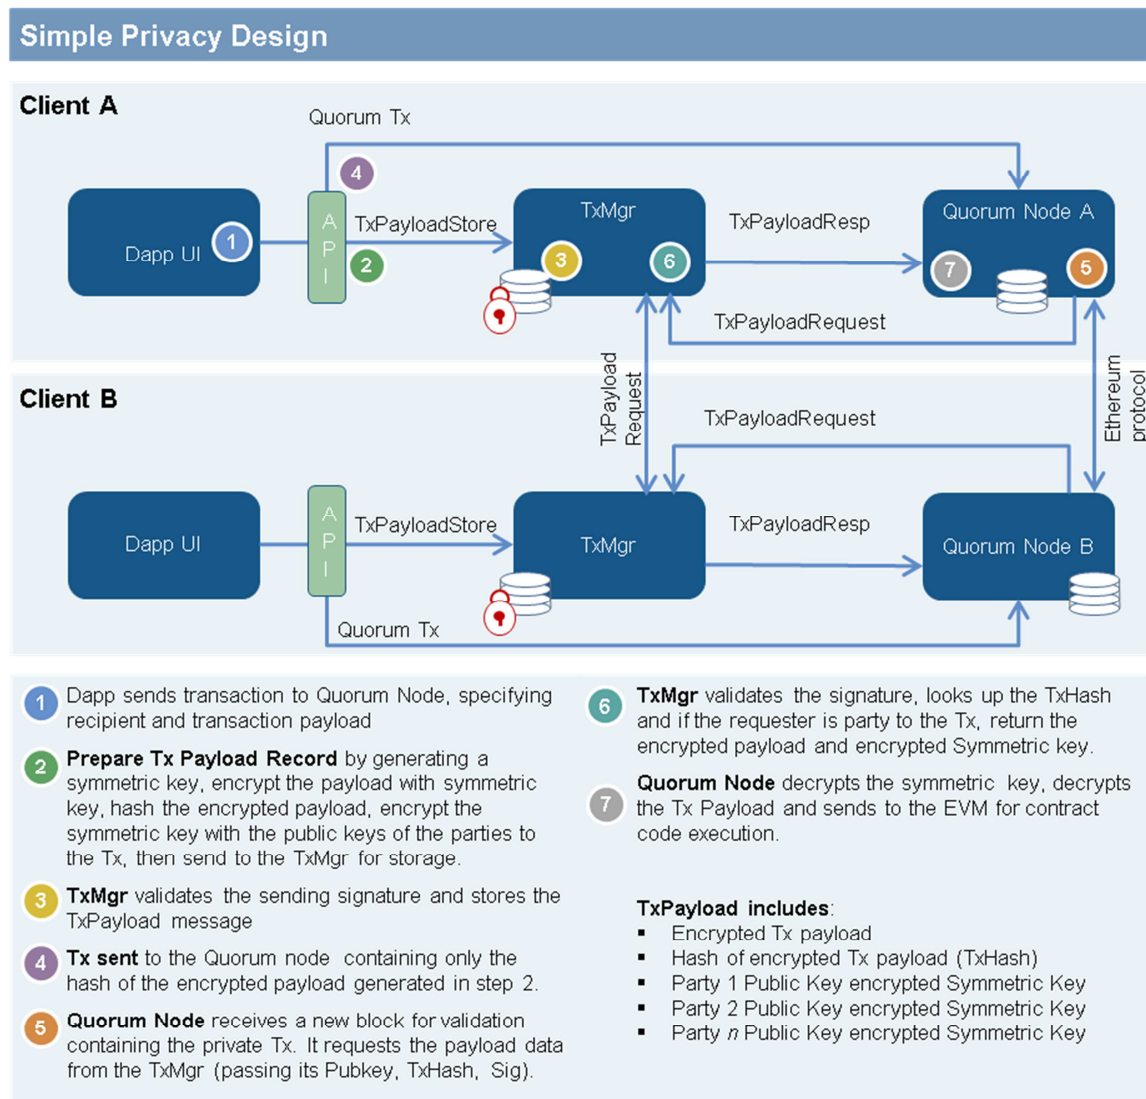 Simple Privacy Design
Client A
Quorum Tx
4
Dapp UI
1
A
P
I
TxPayloadStore
2
TxMgr
3
6
TxPayloadResp
Quorum Node A
7
5
TxPayloadRequest
TxPayload
Request
Ethereum
protocol
Client B
TxPayloadRequest
Dapp UI
A
P
I
TxPayloadStore
TxMgr
TxPayloadResp
Quorum Node B
Quorum Tx
1 Dapp sends transaction to Quorum Node, specifying
recipient and transaction payload
2 Prepare Tx Payload Record by generating a
symmetric key, encrypt the payload with symmetric
key, hash the encrypted payload, encrypt the
symmetric key with the public keys of the parties to
the Tx, then send to the TxMgr for storage.
3 TxMgr validates the sending signature and stores the
TxPayload message
4 Tx sent to the Quorum node containing only the
hash of the encrypted payload generated in step 2.
5 Quorum Node receives a new block for validation
containing the private Tx. It requests the payload data
from the TxMgr (passing its Pubkey, TxHash, Sig).
6 TxMgr validates the signature, looks up the TxHash
and if the requester is party to the Tx, return the
encrypted payload and encrypted Symmetric key.
7 Quorum Node decrypts the symmetric key, decrypts
the Tx Payload and sends to the EVM for contract
code execution.
TxPayload includes:
▪ Encrypted Tx payload
▪ Hash of encrypted Tx payload (TxHash)
▪ Party 1 Public Key encrypted Symmetric Key
▪ Party 2 Public Key encrypted Symmetric Key
▪ Party n Public Key encrypted Symmetric Key